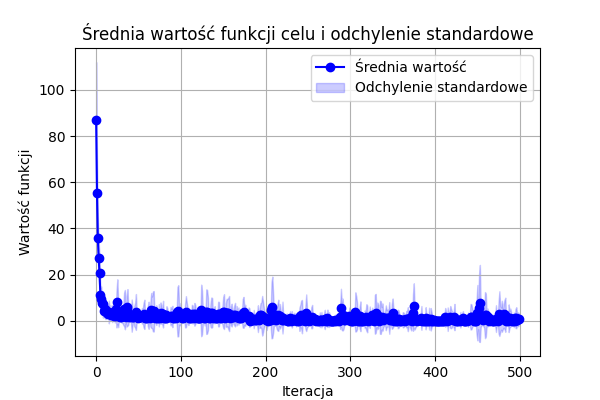 Średnia wartość funkcji celu i odchylenie standardowe
Średnia wartość
Odchylenie standardowe
Wartość funkcji
100
80
60
40
20
0
0 100 200 300 400 500
Iteracja